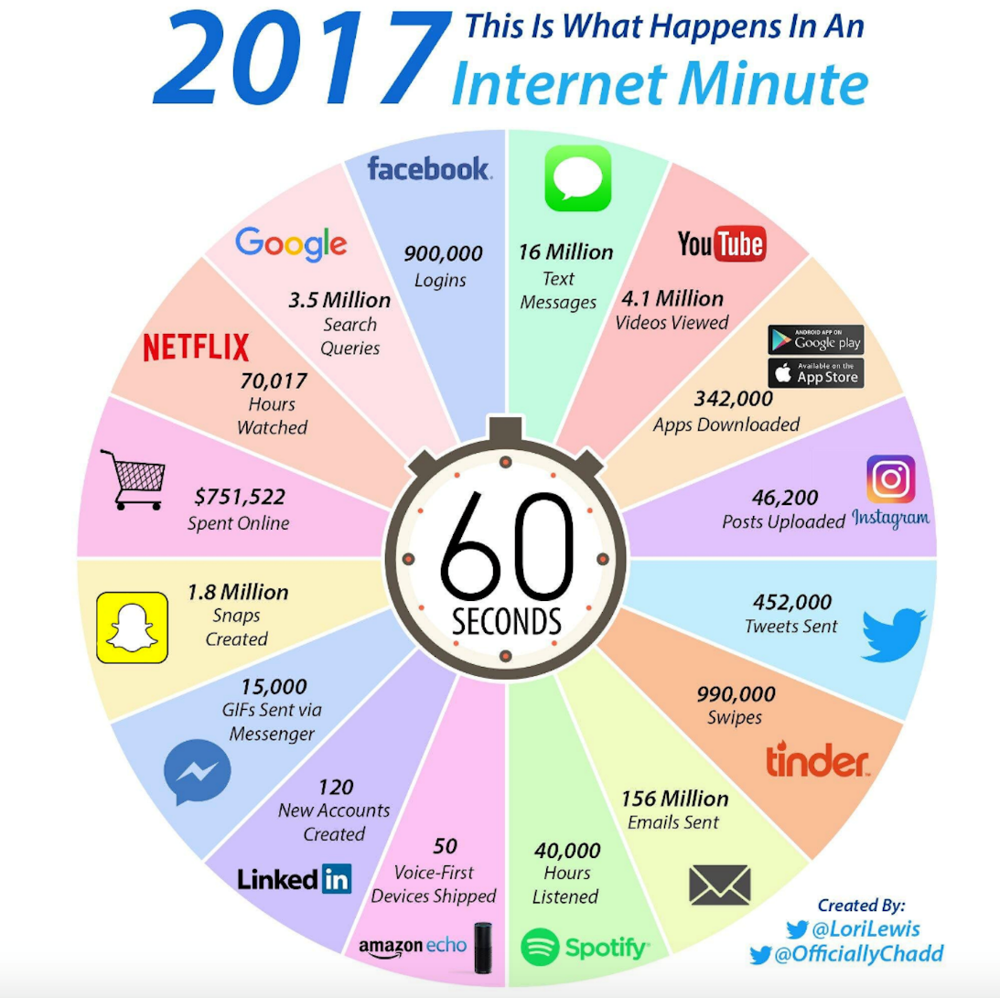 2017
This Is What Happens In An
Internet Minute
facebook
900,000
Logins
16 Million
Text
Messages
YouTube
4.1 Million
Videos Viewed
ANDROID APP ON
Google play
Available on the
App Store
342,000
Apps Downloaded
46,200
Posts Uploaded
Instagram
452,000
Tweets Sent
990,000
Swipes
tinder
156 Million
Emails Sent
40,000
Hours
Listened
Spotify
50
Voice-First
Devices Shipped
amazon echo
120
New Accounts
Created
Linked in
15,000
GIFs Sent via
Messenger
1.8 Million
Snaps
Created
$751,522
Spent Online
NETFLIX
70,017
Hours
Watched
Google
3.5 Million
Search
Queries
60
SECONDS
Created By:
@LoriLewis
@OfficiallyChadd